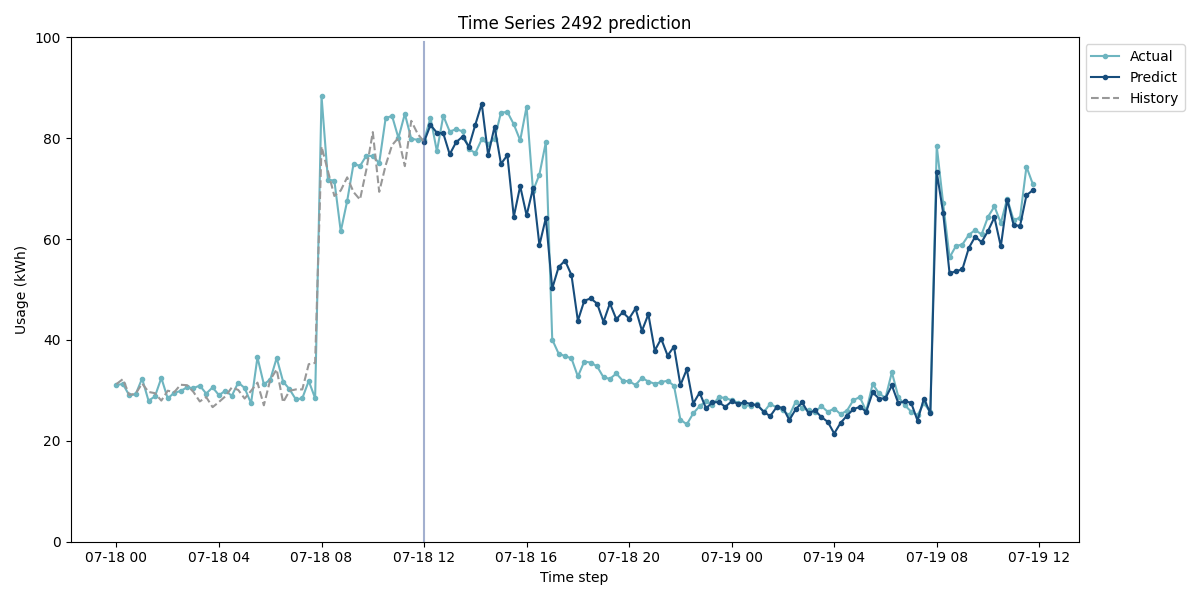 Time Series 2492 prediction
100
80
60
40
20
0
Usage (kWh)
07-18 00
07-18 04
07-18 08
07-18 12
07-18 16
07-18 20
07-19 00
07-19 04
07-19 08
07-19 12
Time step
Actual
Predict
History